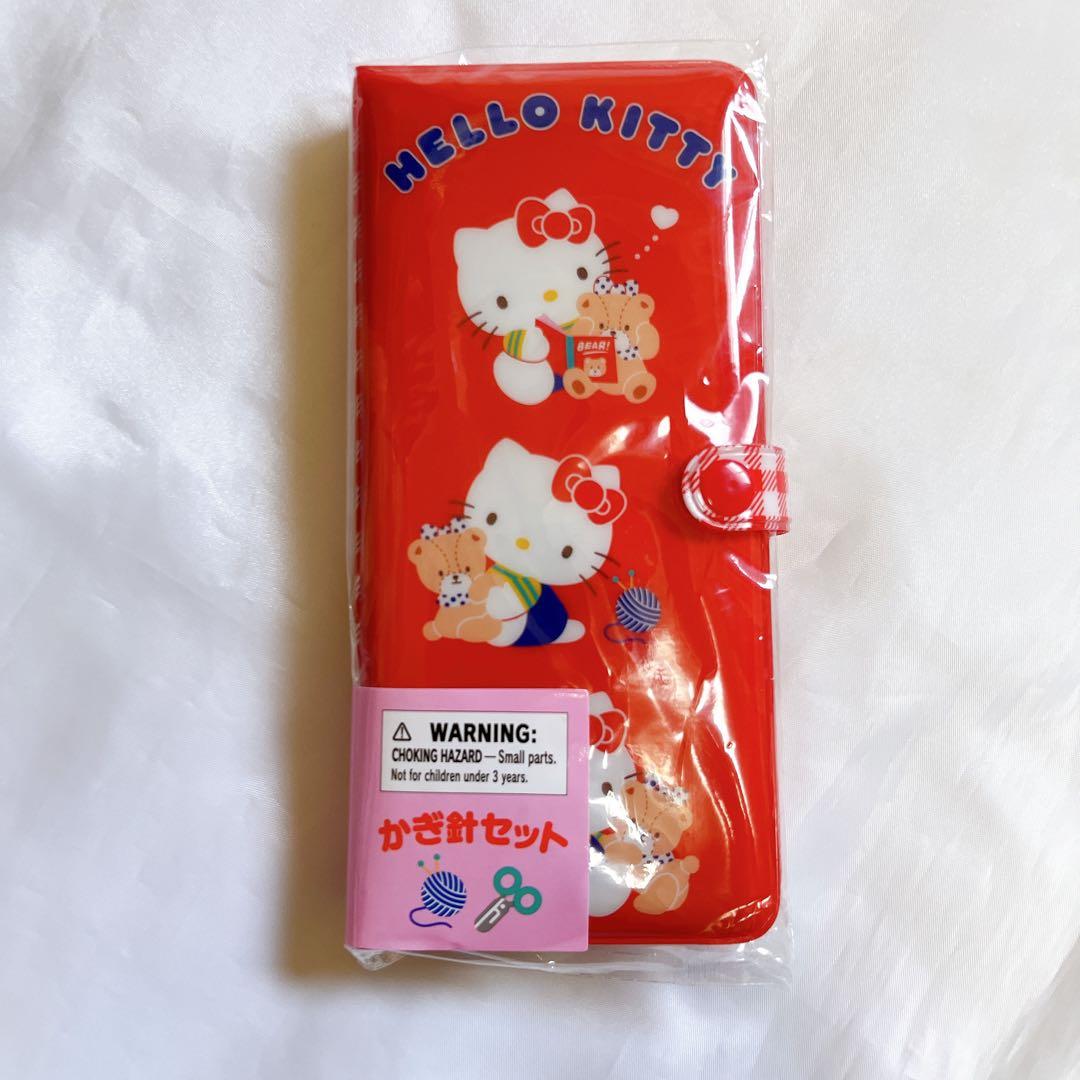 HELLO KITTY
BEAR!
WARNING:
CHOKING HAZARD — Small parts.
Not for children under 3 years.
かぎ針セット